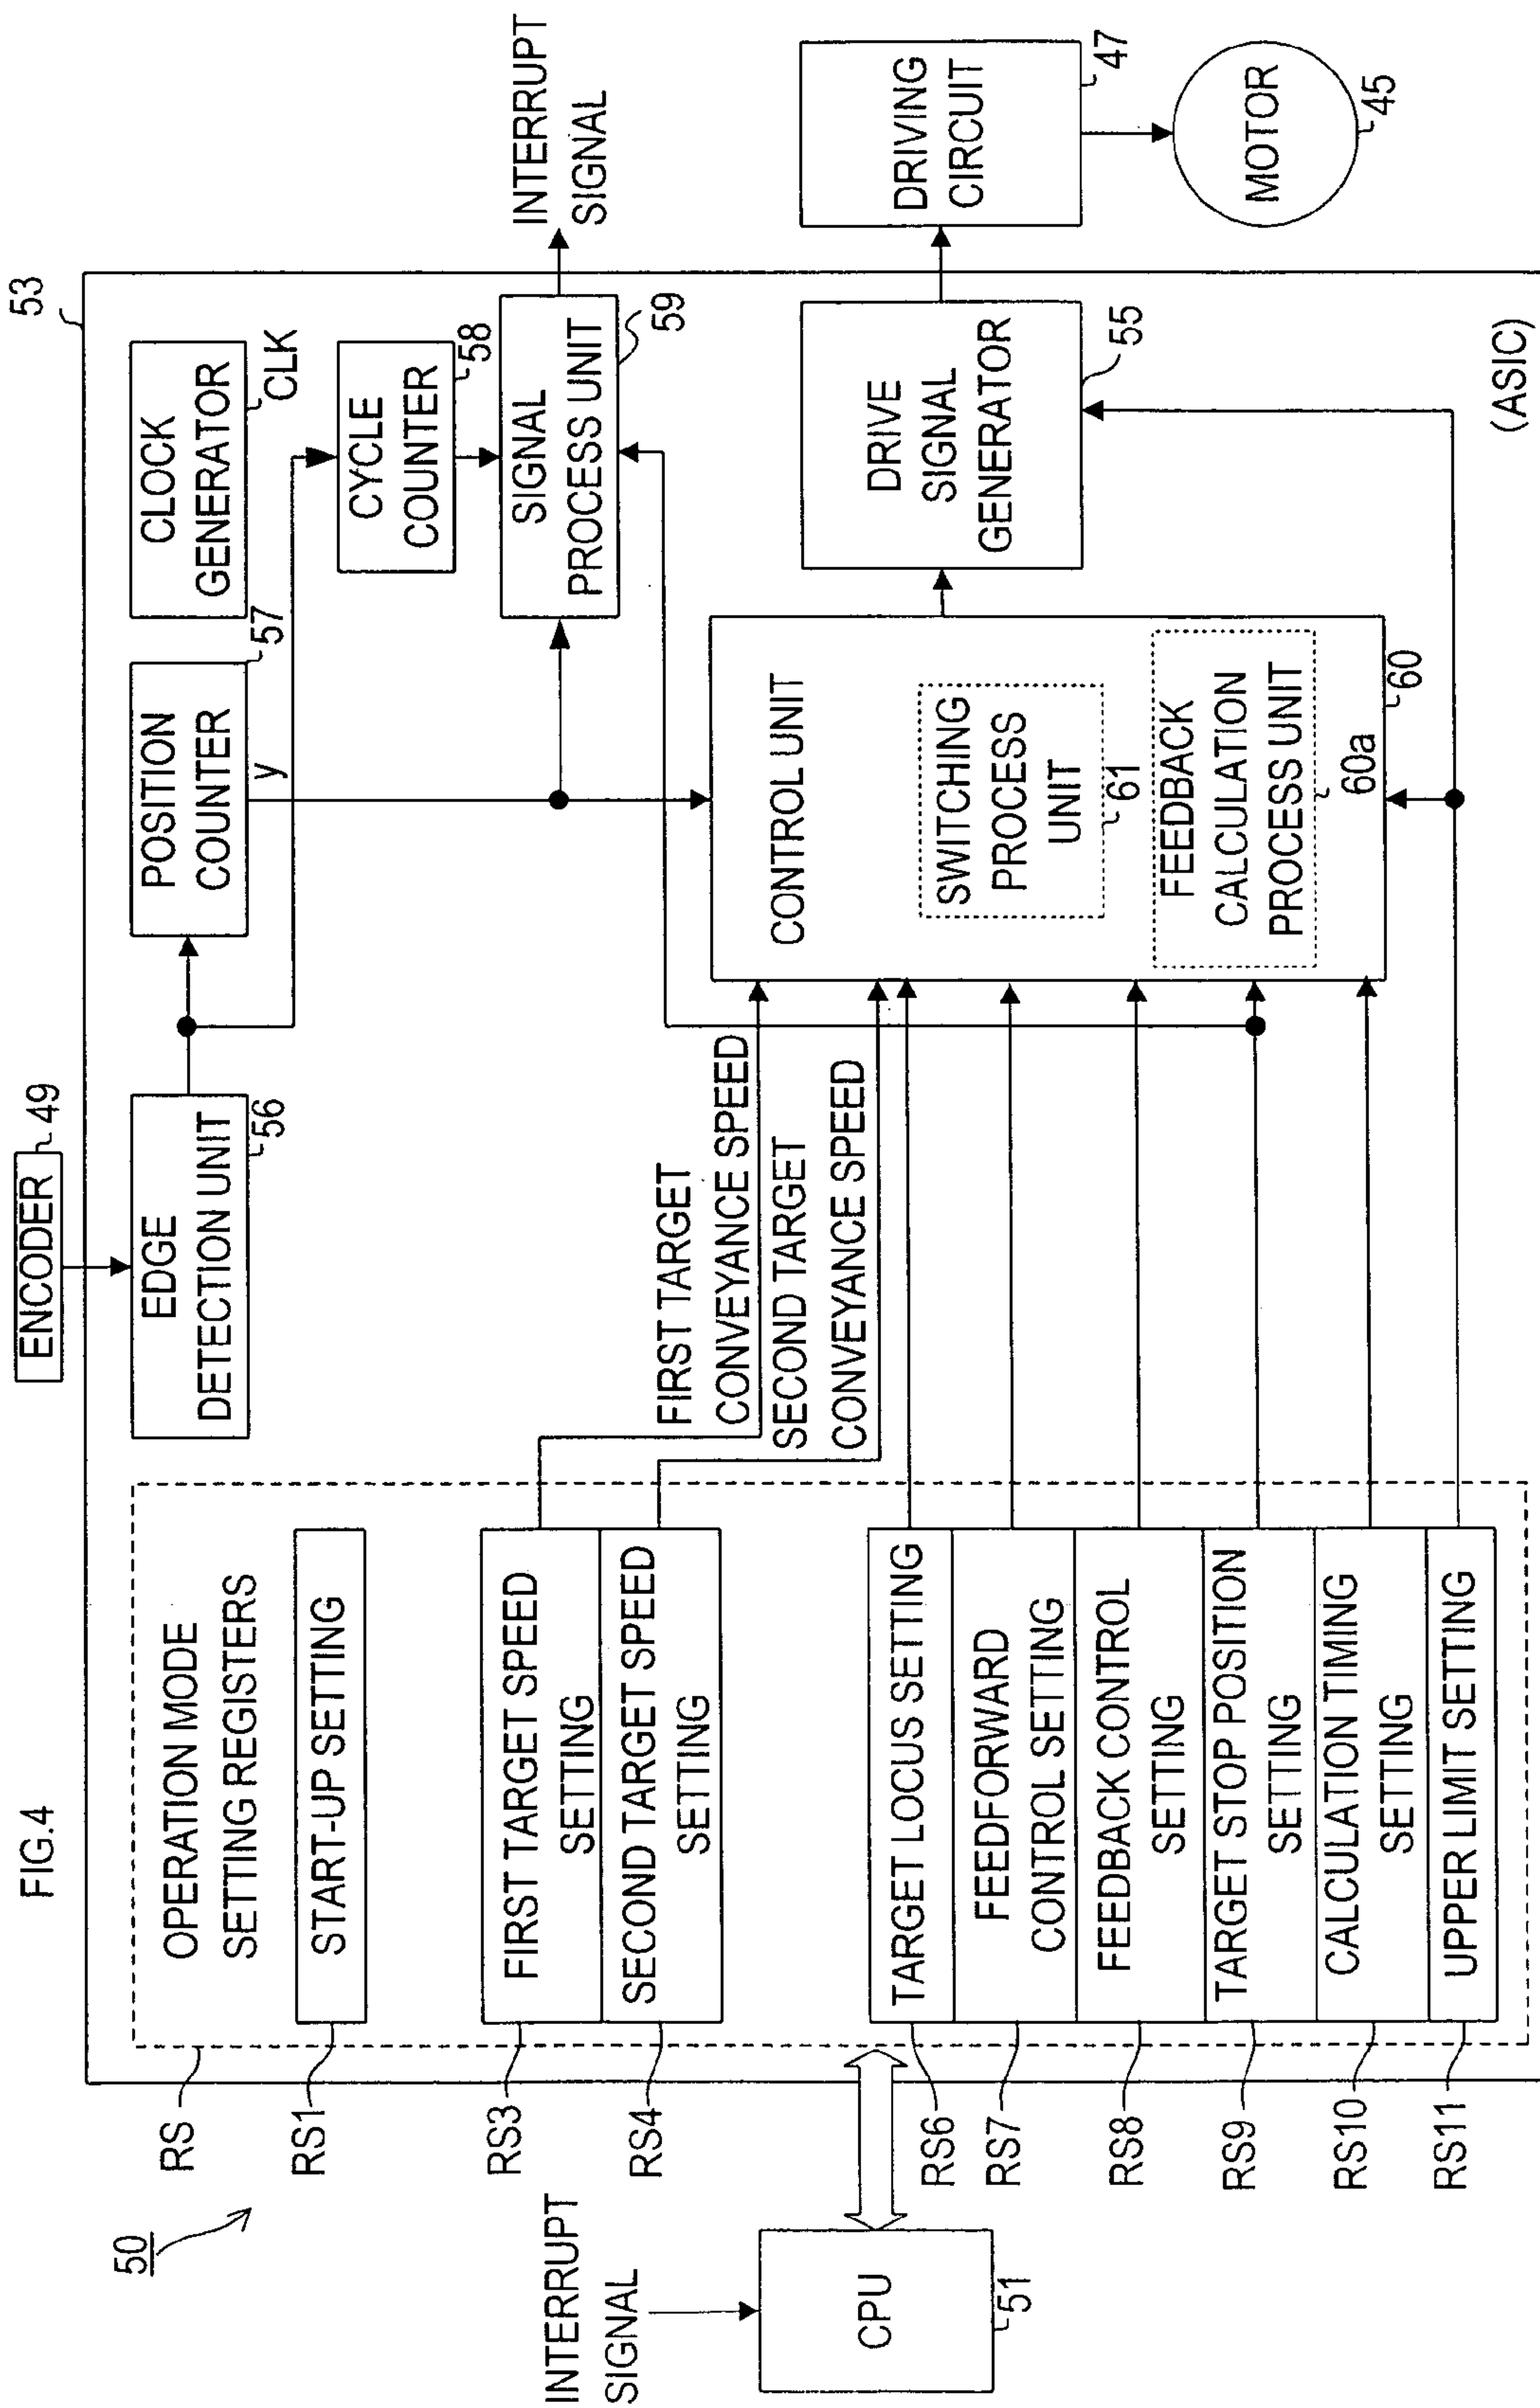 FIG.4
50
ENCODER
49
53
RS
OPERATION MODE
SETTING REGISTERS
RS1
START-UP SETTING
EDGE
DETECTION UNIT
56
POSITION
COUNTER
57
y
CLOCK
GENERATOR
CLK
CYCLE
COUNTER
58
SIGNAL
PROCESS UNIT
59
INTERRUPT
SIGNAL
RS3
FIRST TARGET SPEED
SETTING
RS4
SECOND TARGET SPEED
SETTING
FIRST TARGET
CONVEYANCE SPEED
SECOND TARGET
CONVEYANCE SPEED
INTERRUPT
SIGNAL
CPU
51
RS6
TARGET LOCUS SETTING
RS7
FEEDFORWARD
CONTROL SETTING
RS8
FEEDBACK CONTROL
SETTING
RS9
TARGET STOP POSITION
SETTING
RS10
CALCULATION TIMING
SETTING
RS11
UPPER LIMIT SETTING
CONTROL UNIT
SWITCHING
PROCESS
UNIT
61
FEEDBACK
CALCULATION
PROCESS UNIT
60a
60
DRIVE
SIGNAL
GENERATOR
55
DRIVING
CIRCUIT
47
MOTOR
45
(ASIC)